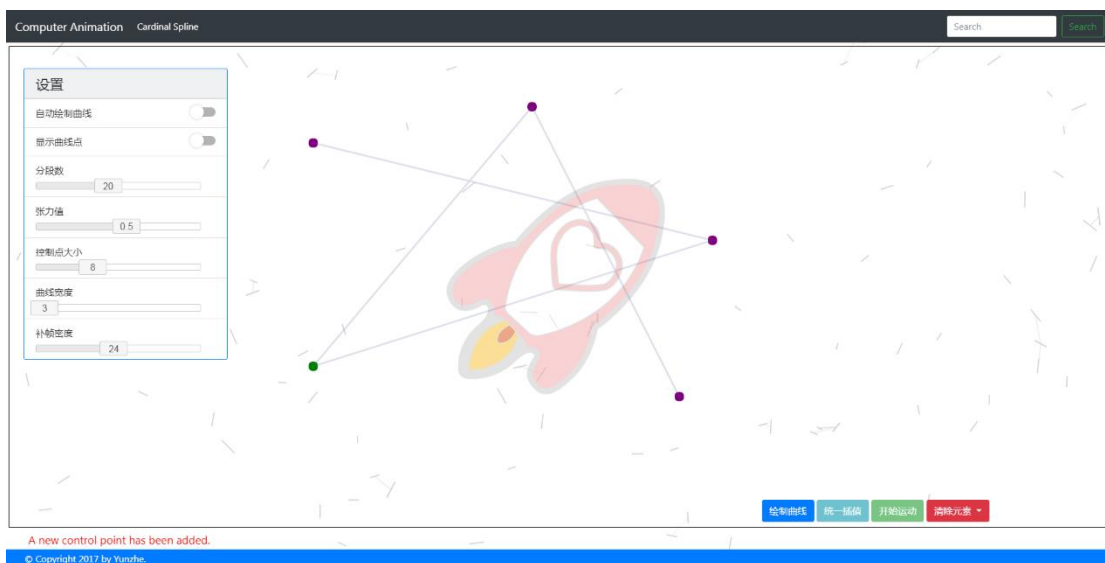 Computer Animation Cardinal Spline Search Search
设置
自动绘制曲线
显示曲线点
分段数
20
张力值
0.5
控制点大小
8
曲线宽度
3
补帧密度
24
绘制曲线 统一插值 开始运动 清除元素
A new control point has been added.
© Copyright 2017 by Yunzhe.